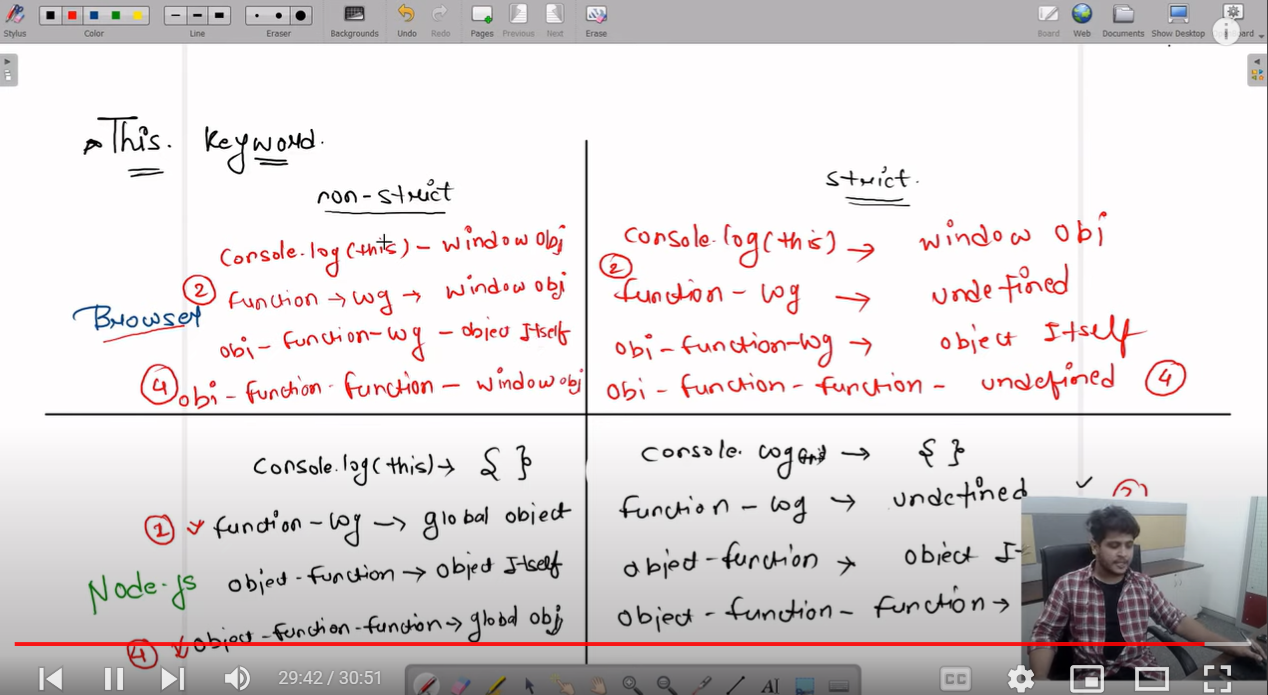 Stylus
Color
Line
Eraser
Backgrounds
Undo
Redo
Pages
Previous
Next
Erase
Board
Web
Documents
Show Desktop
This. Keyword.
non-strict
Console.log(this) - window obj
② function → log → window obj
Browser
obj - function - log - object Itself
④ obj - function - function - window obj
strict.
Console.log(this) → window obj
② function - log → undefined
obj - function - log → object Itself
obj - function - function - undefined ④
Console.log(this) → { }
② function - log → global object
Node-js
object - function → object Itself
④ object - function - function → global obj
Console. log → { }
function - log → undefined
object - function → object
object - function - function →
29:42 / 30:51
CC
AI